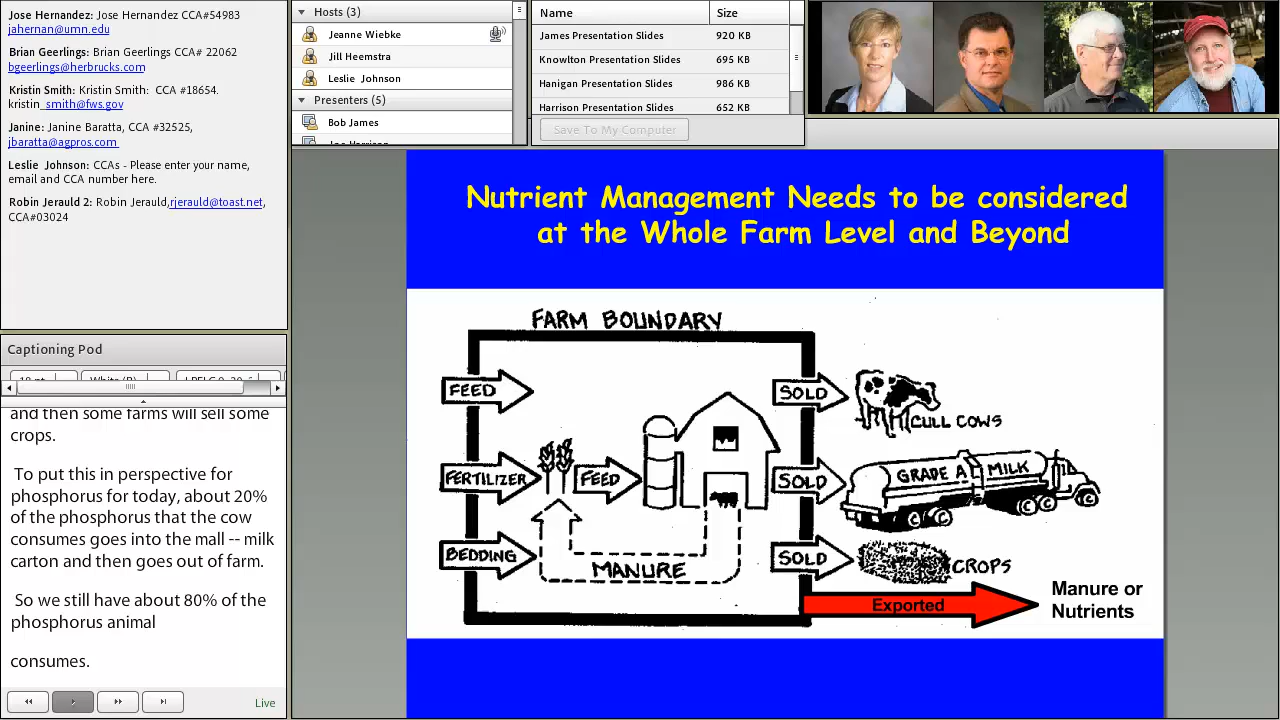 Jose Hernandez: Jose Hernandez CCA#54983
jahernan@umn.edu
Brian Geerlings: Brian Geerlings CCA# 22062
bgeerlings@herbrucks.com
Kristin Smith: Kristin Smith: CCA #18654.
kristin_smith@fws.gov
Janine: Janine Baratta, CCA #32525,
jbaratta@agpros.com
Leslie Johnson: CCAs - Please enter your name,
email and CCA number here.
Robin Jerauld 2: Robin Jerauld,rjerauld@toast.net,
CCA#03024
Captioning Pod
and then some farms will sell some
crops.
To put this in perspective for
phosphorus for today, about 20%
of the phosphorus that the cow
consumes goes into the mall -- milk
carton and then goes out of farm.
So we still have about 80% of the
phosphorus animal
consumes.
Live
Hosts (3)
Jeanne Wiebke
Jill Heemstra
Leslie Johnson
Presenters (5)
Bob James
Name Size
James Presentation Slides 920 KB
Knowlton Presentation Slides 695 KB
Hanigan Presentation Slides 986 KB
Harrison Presentation Slides 652 KB
Save To My Computer
Nutrient Management Needs to be considered
at the Whole Farm Level and Beyond
FARM BOUNDARY
FEED
SOLD
CULL COWS
FERTILIZER
FEED
SOLD
GRADE A MILK
BEDDING
MANURE
SOLD
CROPS
Exported
Manure or
Nutrients